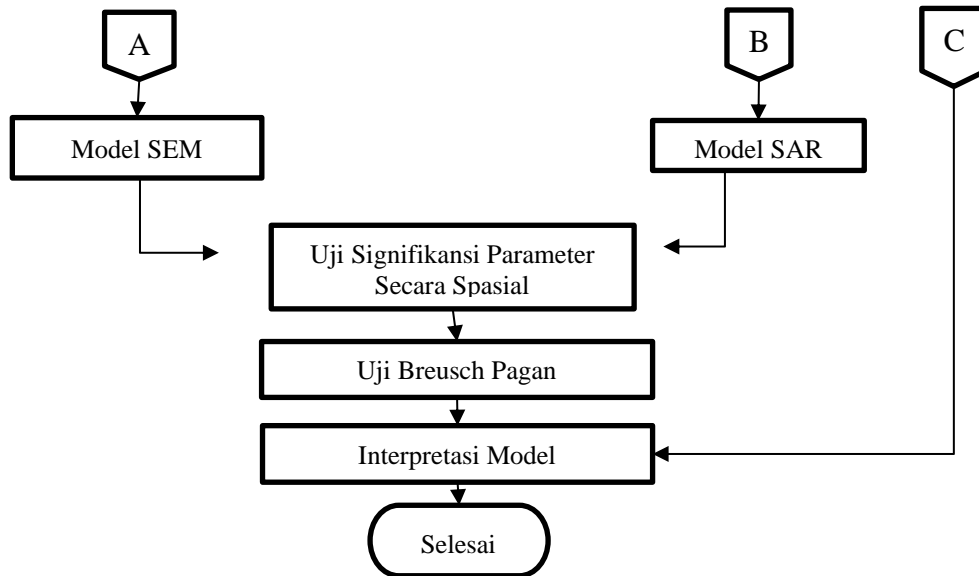 A
B
C
Model SEM
Model SAR
Uji Signifikansi Parameter
Secara Spasial
Uji Breusch Pagan
Interpretasi Model
Selesai